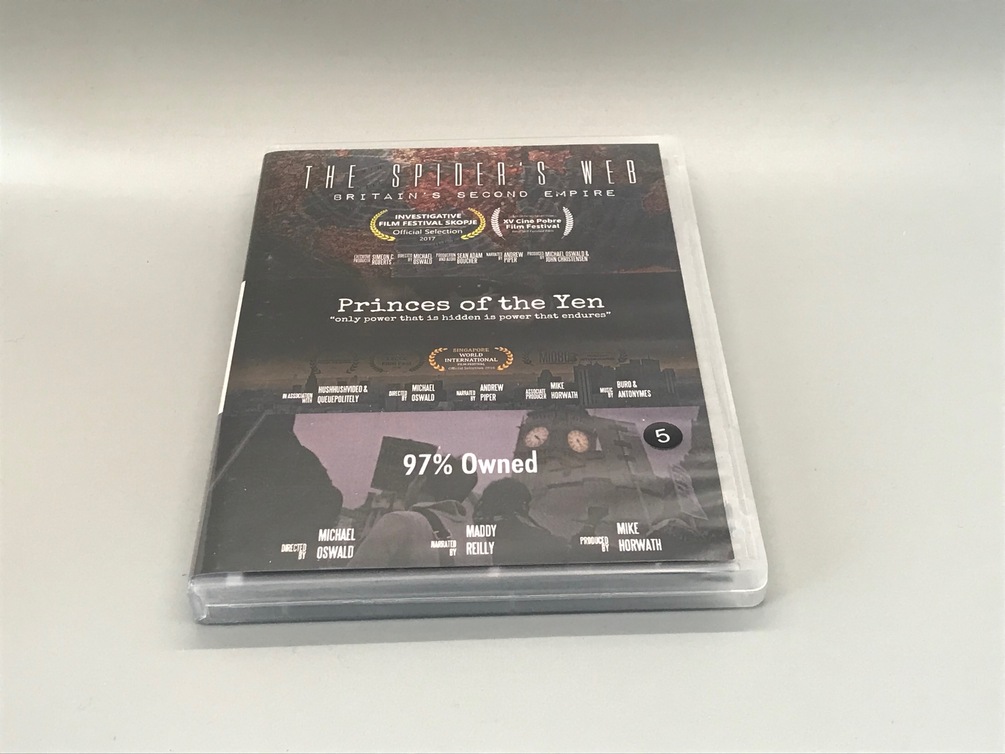 THE SPIDER'S WEB
BRITAIN'S SECOND EMPIRE
INVESTIGATIVE
FILM FESTIVAL SKOPJE
Official Selection
2017
XV Cine Pobre
Film Festival
EXECUTIVE PRODUCER SIMEON C. ROBERTS DIRECTED BY MICHAEL OSWALD SEAN ADAM BOUCHER NARRATED BY ANDREW PIPER PRODUCED BY MICHAEL OSWALD & JOHN CHRISTENSEN
Princes of the Yen
"only power that is hidden is power that endures"
SINGAPORE
WORLD
INTERNATIONAL
FILM FESTIVAL
IN ASSOCIATION WITH HUSHHUSHVIDEO & QUEUEPOLITELY DIRECTED BY MICHAEL OSWALD NARRATED BY ANDREW PIPER ASSOCIATE PRODUCER MIKE HORWATH MUSIC BY BURO & ANTONYMES
5
97% Owned
DIRECTED BY MICHAEL OSWALD NARRATED BY MADDY REILLY PRODUCED BY MIKE HORWATH